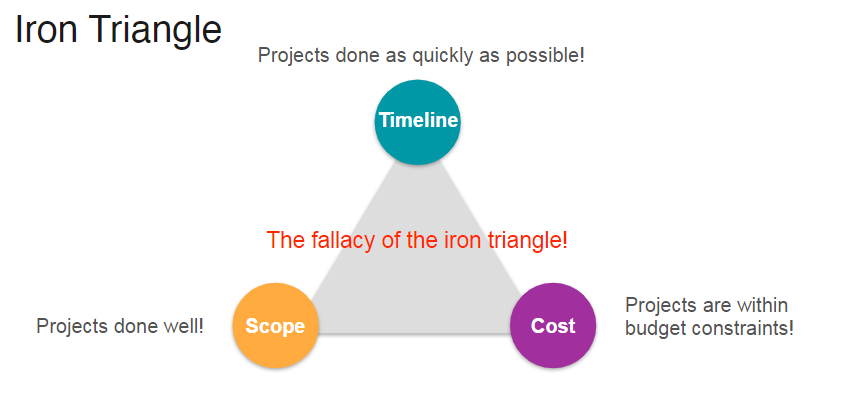 Iron Triangle
Projects done as quickly as possible!
Timeline
The fallacy of the iron triangle!
Projects done well!
Scope
Cost
Projects are within
budget constraints!